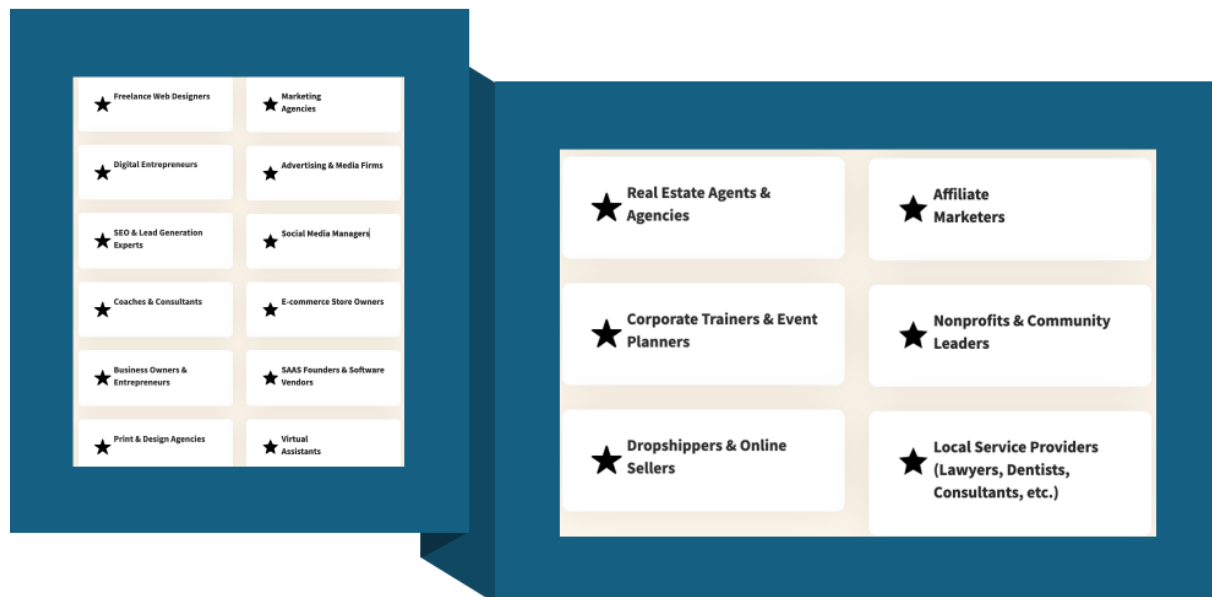 Freelance Web Designers
Marketing
Agencies
Digital Entrepreneurs
Advertising & Media Firms
SEO & Lead Generation
Experts
Social Media Managers
Coaches & Consultants
E-commerce Store Owners
Business Owners &
Entrepreneurs
SAAS Founders & Software
Vendors
Print & Design Agencies
Virtual
Assistants
Real Estate Agents &
Agencies
Affiliate
Marketers
Corporate Trainers & Event
Planners
Nonprofits & Community
Leaders
Dropshippers & Online
Sellers
Local Service Providers
(Lawyers, Dentists,
Consultants, etc.)